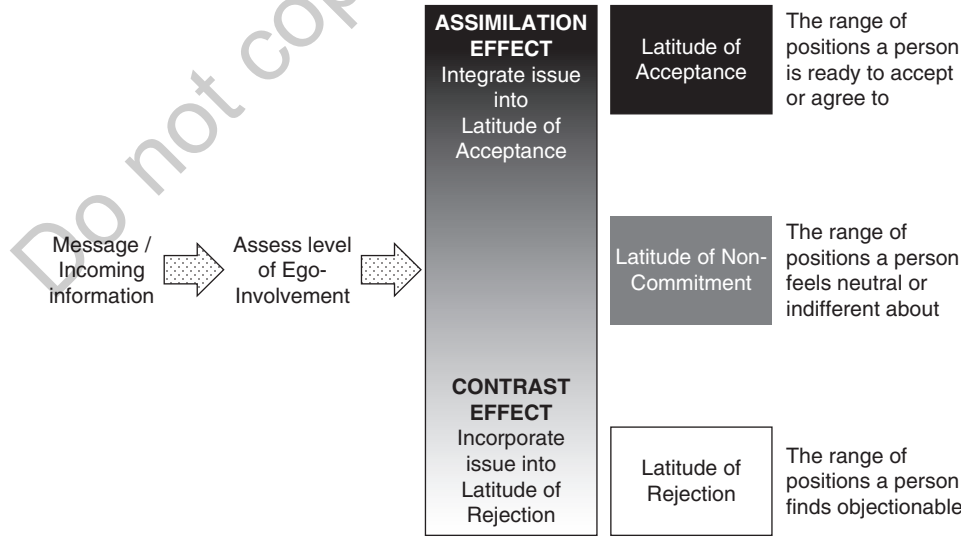 Do not cop
Message /
Incoming
information
Assess level
of Ego-
Involvement
ASSIMILATION
EFFECT
Integrate issue
into
Latitude of
Acceptance
CONTRAST
EFFECT
Incorporate
issue into
Latitude of
Rejection
Latitude of
Acceptance
The range of
positions a person
is ready to accept
or agree to
Latitude of Non-
Commitment
The range of
positions a person
feels neutral or
indifferent about
Latitude of
Rejection
The range of
positions a person
finds objectionable